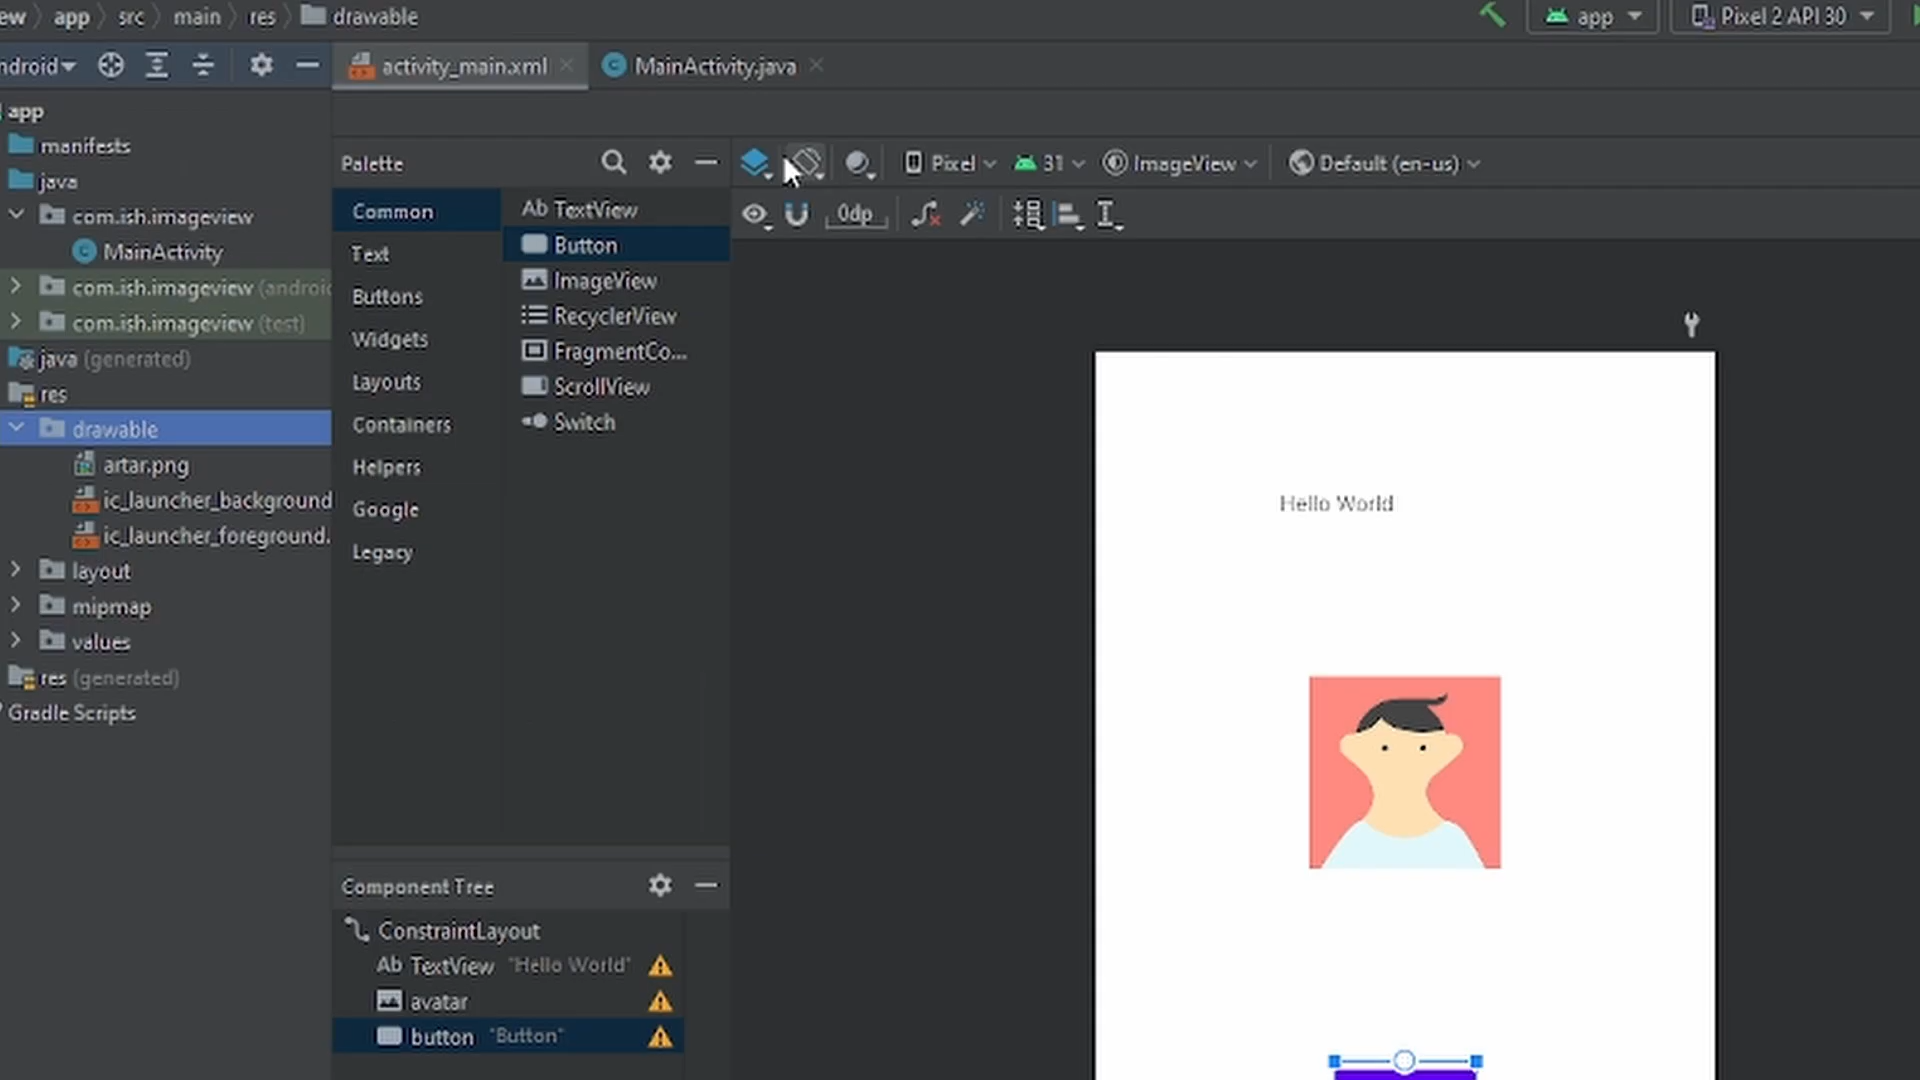 ew app src main res drawable
app Pixel 2 API 30
ndroid activity_main.xml MainActivity.java
app
manifests
java
com.ish.imageview
MainActivity
com.ish.imageview (androic
com.ish.imageview (test)
java (generated)
res
drawable
artar.png
ic_launcher_background
ic_launcher_foreground.
layout
mipmap
values
res (generated)
Gradle Scripts
Palette
Common
Text
Buttons
Widgets
Layouts
Containers
Helpers
Google
Legacy
Ab TextView
Button
ImageView
RecyclerView
FragmentCo...
ScrollView
Switch
Component Tree
ConstraintLayout
Ab TextView "Hello World"
avatar
button "Button"
Pixel 31 ImageView Default (en-us)
0dp
Hello World